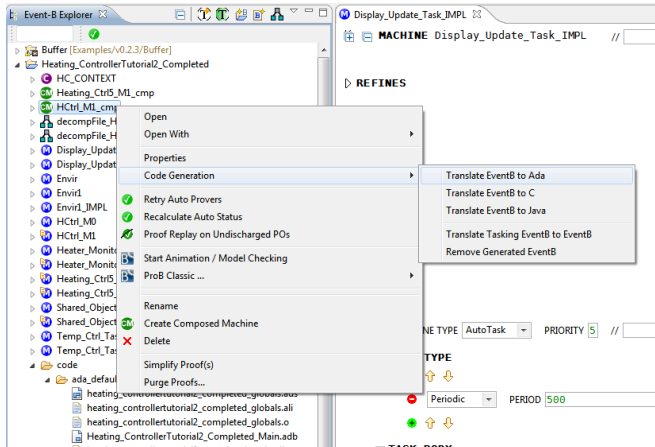 Event-B Explorer
Buffer [Examples/v0.2.3/Buffer]
Heating_ControllerTutorial2_Completed
HC_CONTEXT
Heating_Ctrl5_M1_cmp
HCtrl_M1_cmp
decompFile_H
decompFile_H
Display_Updat
Display_Updat
Envir
Envir1
Envir1_IMPL
HCtrl_M0
HCtrl_M1
Heater_Monito
Heater_Monito
Heating_Ctrl5
Heating_Ctrl5_
Shared_Object
Shared_Object
Temp_Ctrl_Tas
Temp_Ctrl_Tas
code
ada_defaul
heating_controllertutorial2_completed_globals.ads
heating_controllertutorial2_completed_globals.ali
heating_controllertutorial2_completed_globals.o
Heating_ControllerTutorial2_Completed_Main.adb
Open
Open With
Properties
Code Generation
Retry Auto Provers
Recalculate Auto Status
Proof Replay on Undischarged POs
Start Animation / Model Checking
ProB Classic ...
Rename
Create Composed Machine
Delete
Simplify Proof(s)
Purge Proofs...
Translate EventB to Ada
Translate EventB to C
Translate EventB to Java
Translate Tasking EventB to EventB
Remove Generated EventB
Display_Update_Task_IMPL
MACHINE Display_Update_Task_IMPL //
REFINES
NE TYPE AutoTask PRIORITY 5 //
TYPE
Periodic PERIOD 500
TASK BODY